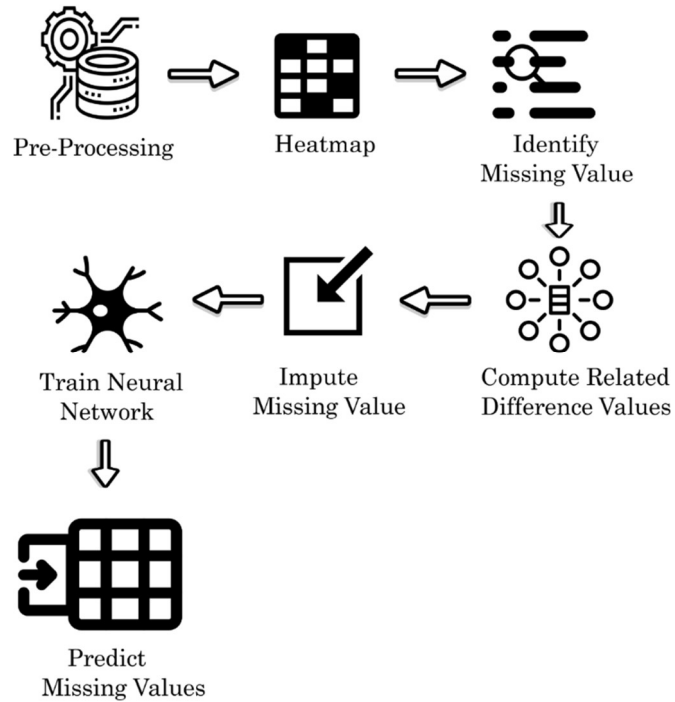 Pre-Processing
Heatmap
Identify
Missing Value
Train Neural
Network
Impute
Missing Value
Compute Related
Difference Values
Predict
Missing Values